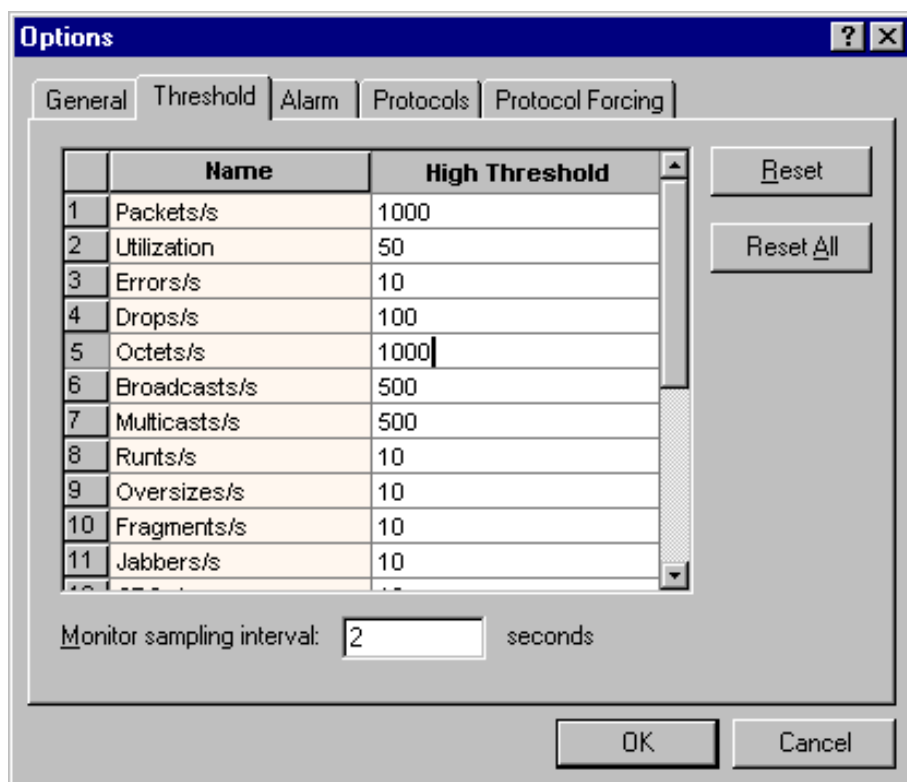 Options
General Threshold Alarm Protocols Protocol Forcing
Name High Threshold
1 Packets/s 1000
2 Utilization 50
3 Errors/s 10
4 Drops/s 100
5 Octets/s 1000
6 Broadcasts/s 500
7 Multicasts/s 500
8 Runts/s 10
9 Oversizes/s 10
10 Fragments/s 10
11 Jabbers/s 10
Reset
Reset All
Monitor sampling interval: 2 seconds
OK Cancel